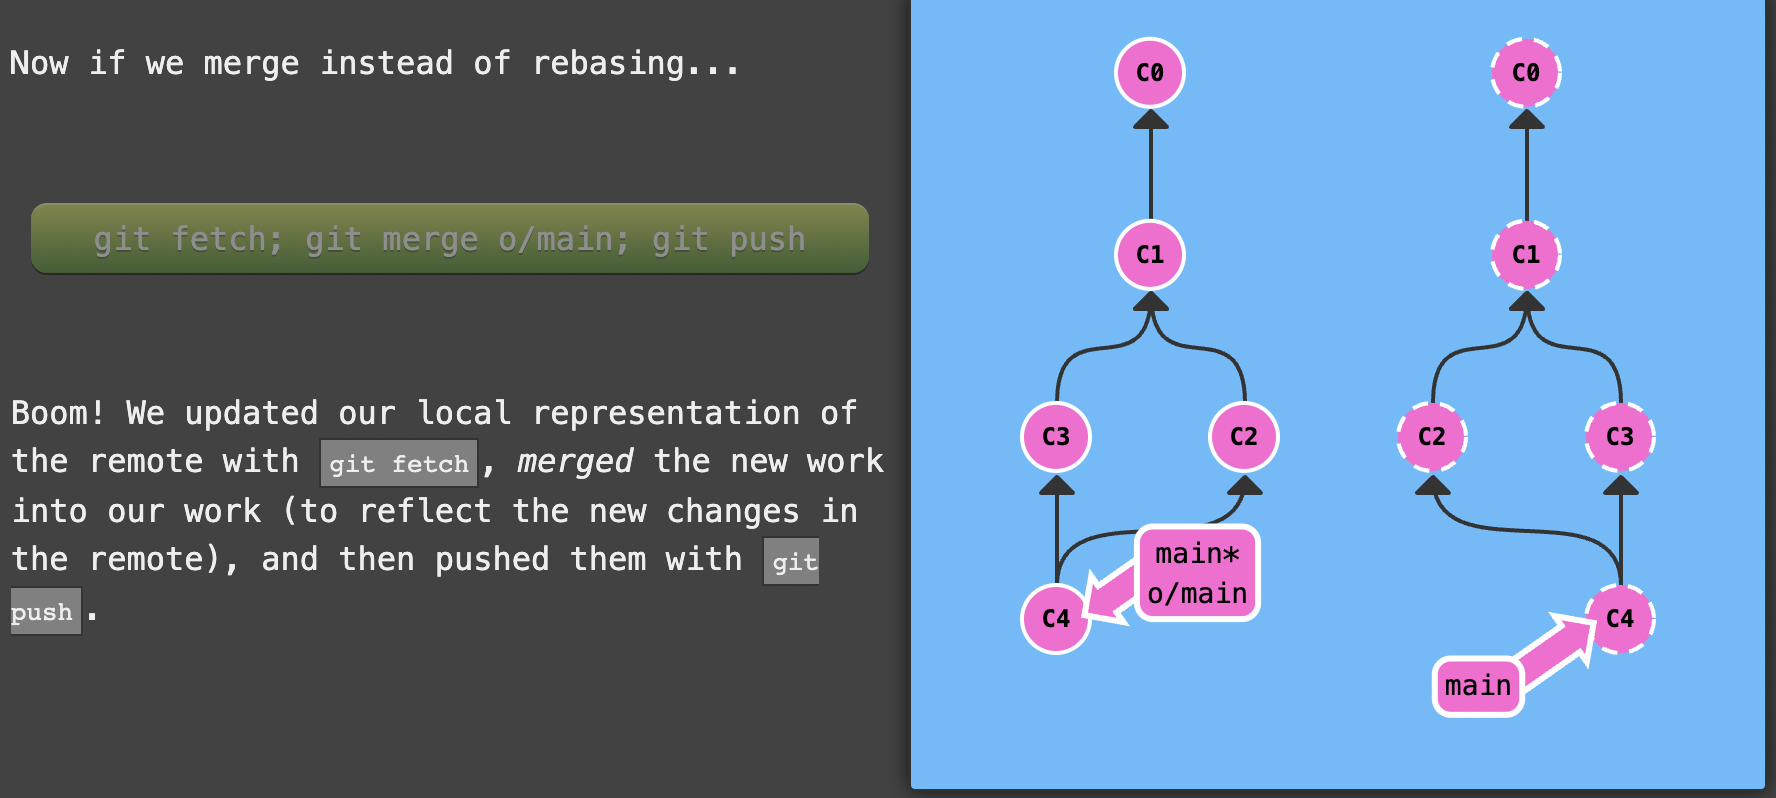 Now if we merge instead of rebasing...
git fetch; git merge o/main; git push
Boom! We updated our local representation of
the remote with git fetch, merged the new work
into our work (to reflect the new changes in
the remote), and then pushed them with git
push.
C0
C1
C3
C2
main*
o/main
C4
C0
C1
C2
C3
C4
main